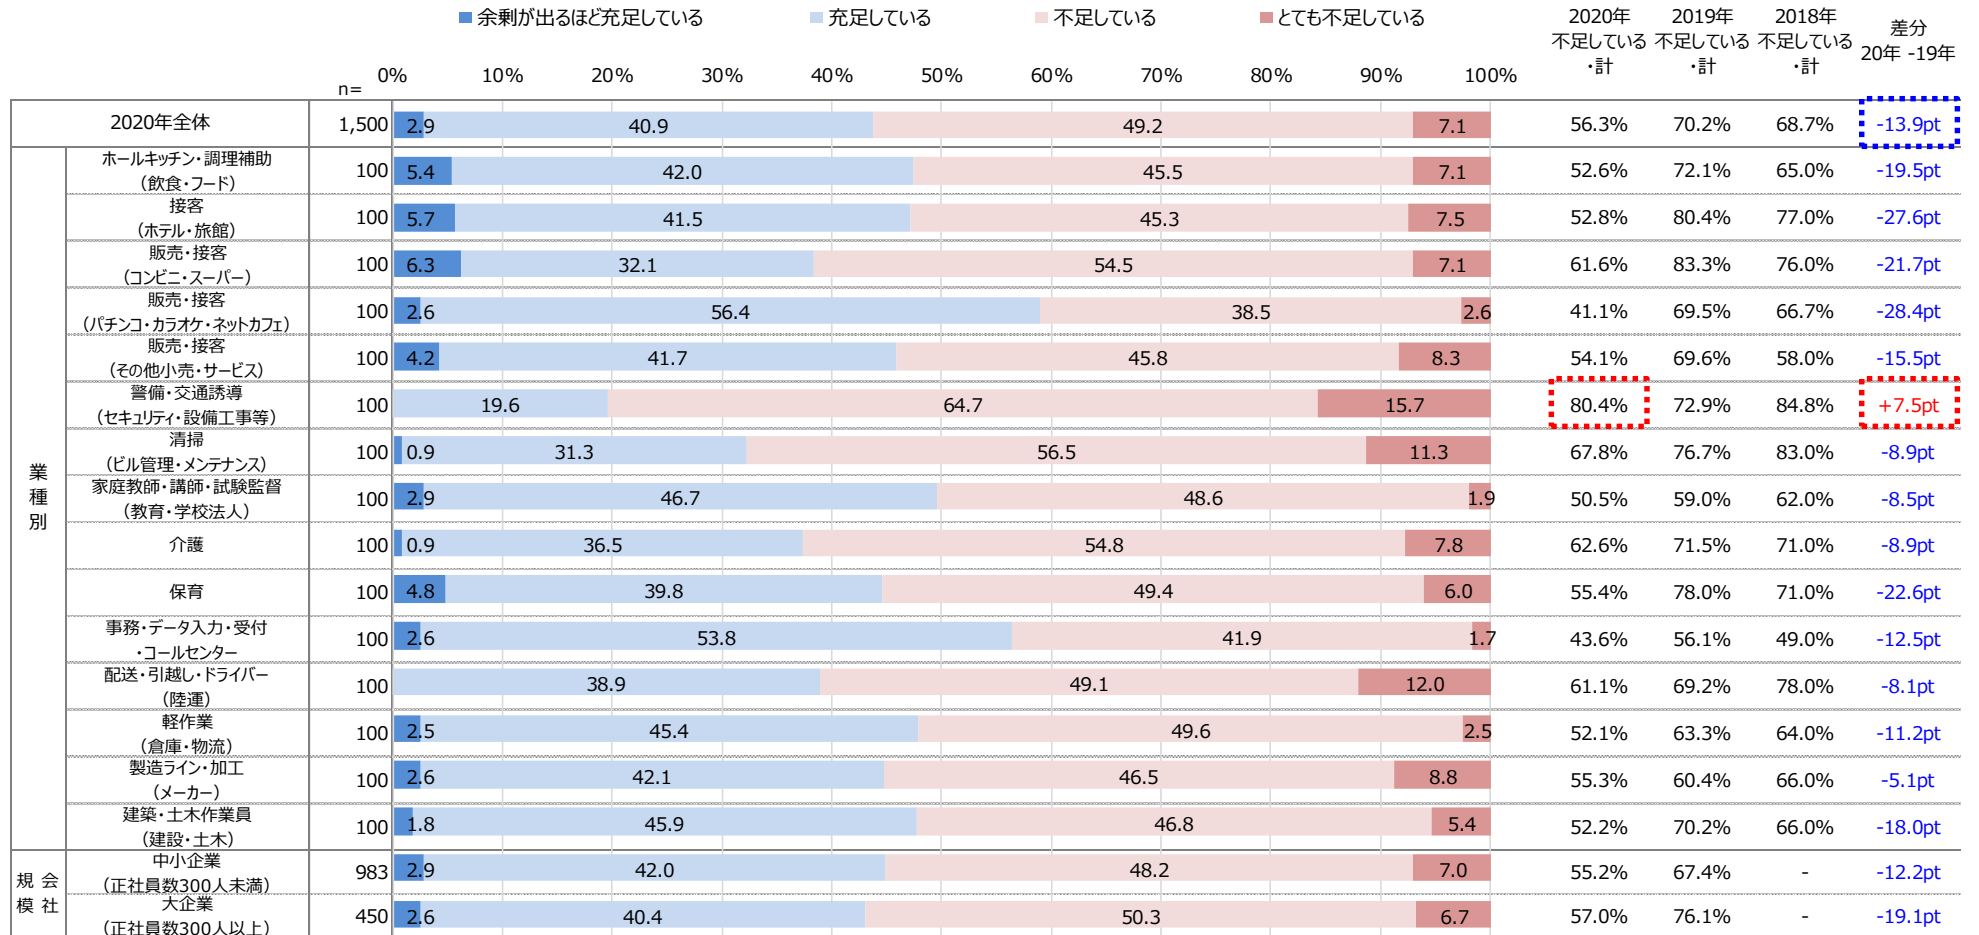 余剰が出るほど充足している 充足している 不足している とても不足している
2020年 不足している ・計
2019年 不足している ・計
2018年 不足している ・計
差分 20年 -19年
n=
0% 10% 20% 30% 40% 50% 60% 70% 80% 90% 100%
2020年全体 1,500 2.9 40.9 49.2 7.1 56.3% 70.2% 68.7% -13.9pt
業種別
ホールキッチン・調理補助
（飲食・フード） 100 5.4 42.0 45.5 7.1 52.6% 72.1% 65.0% -19.5pt
接客
（ホテル・旅館） 100 5.7 41.5 45.3 7.5 52.8% 80.4% 77.0% -27.6pt
販売・接客
（コンビニ・スーパー） 100 6.3 32.1 54.5 7.1 61.6% 83.3% 76.0% -21.7pt
販売・接客
（パチンコ・カラオケ・ネットカフェ） 100 2.6 56.4 38.5 2.6 41.1% 69.5% 66.7% -28.4pt
販売・接客
（その他小売・サービス） 100 4.2 41.7 45.8 8.3 54.1% 69.6% 58.0% -15.5pt
警備・交通誘導
（セキュリティ・設備工事等） 100 19.6 64.7 15.7 80.4% 72.9% 84.8% +7.5pt
清掃
（ビル管理・メンテナンス） 100 0.9 31.3 56.5 11.3 67.8% 76.7% 83.0% -8.9pt
家庭教師・講師・試験監督
（教育・学校法人） 100 2.9 46.7 48.6 1.9 50.5% 59.0% 62.0% -8.5pt
介護 100 0.9 36.5 54.8 7.8 62.6% 71.5% 71.0% -8.9pt
保育 100 4.8 39.8 49.4 6.0 55.4% 78.0% 71.0% -22.6pt
事務・データ入力・受付
・コールセンター 100 2.6 53.8 41.9 1.7 43.6% 56.1% 49.0% -12.5pt
配送・引越し・ドライバー
（陸運） 100 38.9 49.1 12.0 61.1% 69.2% 78.0% -8.1pt
軽作業
（倉庫・物流） 100 2.5 45.4 49.6 2.5 52.1% 63.3% 64.0% -11.2pt
製造ライン・加工
（メーカー） 100 2.6 42.1 46.5 8.8 55.3% 60.4% 66.0% -5.1pt
建築・土木作業員
（建設・土木） 100 1.8 45.9 46.8 5.4 52.2% 70.2% 66.0% -18.0pt
会社規模
中小企業
（正社員数300人未満） 983 2.9 42.0 48.2 7.0 55.2% 67.4% - -12.2pt
大企業
（正社員数300人以上） 450 2.6 40.4 50.3 6.7 57.0% 76.1% - -19.1pt